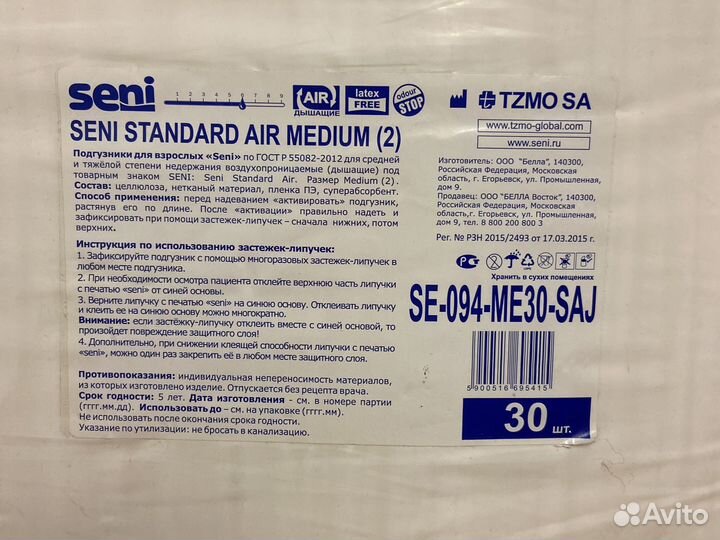 seni
1 2 3 4 5 6 7 8 9
AIR
ДЫШАЩИЕ
latex
FREE
odour
STOP
TZMO SA
SENI STANDARD AIR MEDIUM (2)
www.tzmo-global.com
www.seni.ru
Подгузники для взрослых «Seni» по ГОСТ Р 55082-2012 для средней
и тяжёлой степени недержания воздухопроницаемые (дышащие) под
товарным знаком SENI: Seni Standard Air. Размер Medium (2).
Состав: целлюлоза, нетканый материал, пленка ПЭ, суперабсорбент.
Способ применения: перед надеванием «активировать» подгузник,
растянув его по длине. После «активации» правильно надеть и
зафиксировать при помощи застежек-липучек – сначала нижних, потом
верхних.
Изготовитель: ООО "Белла", 140300,
Российская Федерация, Московская
область, г. Егорьевск, ул. Промышленная,
дом 9.
Продавец: ООО "БЕЛЛА Восток", 140300,
Российская Федерация, Московская
область,г. Егорьевск, ул. Промышленная,
дом 9. тел. 8 800 200 800 3
Рег. № РЗН 2015/2493 от 17.03.2015 г.
Инструкция по использованию застежек-липучек:
1. Зафиксируйте подгузник с помощью многоразовых застежек-липучек в
любом месте подгузника.
2. При необходимости осмотра пациента отклейте верхнюю часть липучки
с печатью «seni» от синей основы.
3. Верните липучку с печатью «seni» на синюю основу. Отклеивать липучку
и клеить ее на синюю основу можно многократно.
Внимание: если застёжку-липучку отклеить вместе с синей основой, то
произойдет повреждение защитного слоя!
4. Дополнительно, при снижении клеящей способности липучки с печатью
«seni», можно один раз закрепить её в любом месте защитного слоя.
Хранить в сухих помещениях
SE-094-ME30-SAJ
5900516695415
30 шт.
Противопоказания: индивидуальная непереносимость материалов,
из которых изготовлено изделие. Отпускается без рецепта врача.
Срок годности: 5 лет. Дата изготовления - см. в номере партии
(гггг.мм.дд). Использовать до – см. на упаковке (гггг.мм).
Не использовать после окончания срока годности.
Указание по утилизации: не бросать в канализацию.
Avito